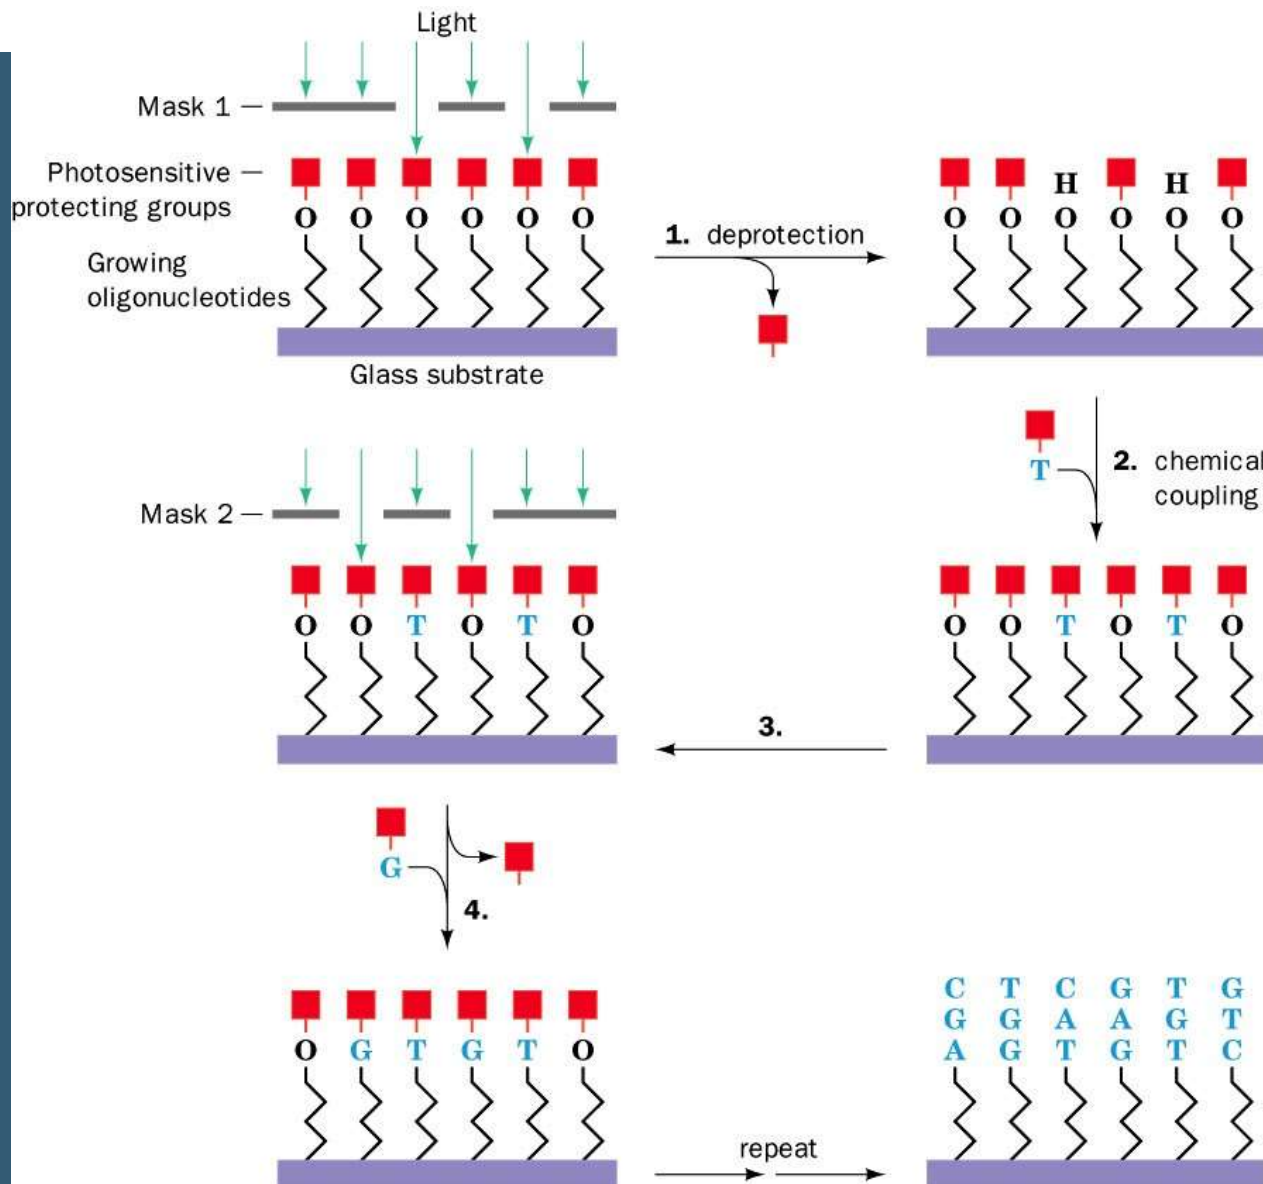 Light
Mask 1
Photosensitive
protecting groups
H H
O O O O O O
O O O O O O
1. deprotection
Growing
oligonucleotides
Glass substrate
T
2. chemical
coupling
Mask 2
O O T O T O
O O T O T O
3.
G
4.
C T C G T G
G G A A G T
A G T G T C
O G T G T O
repeat